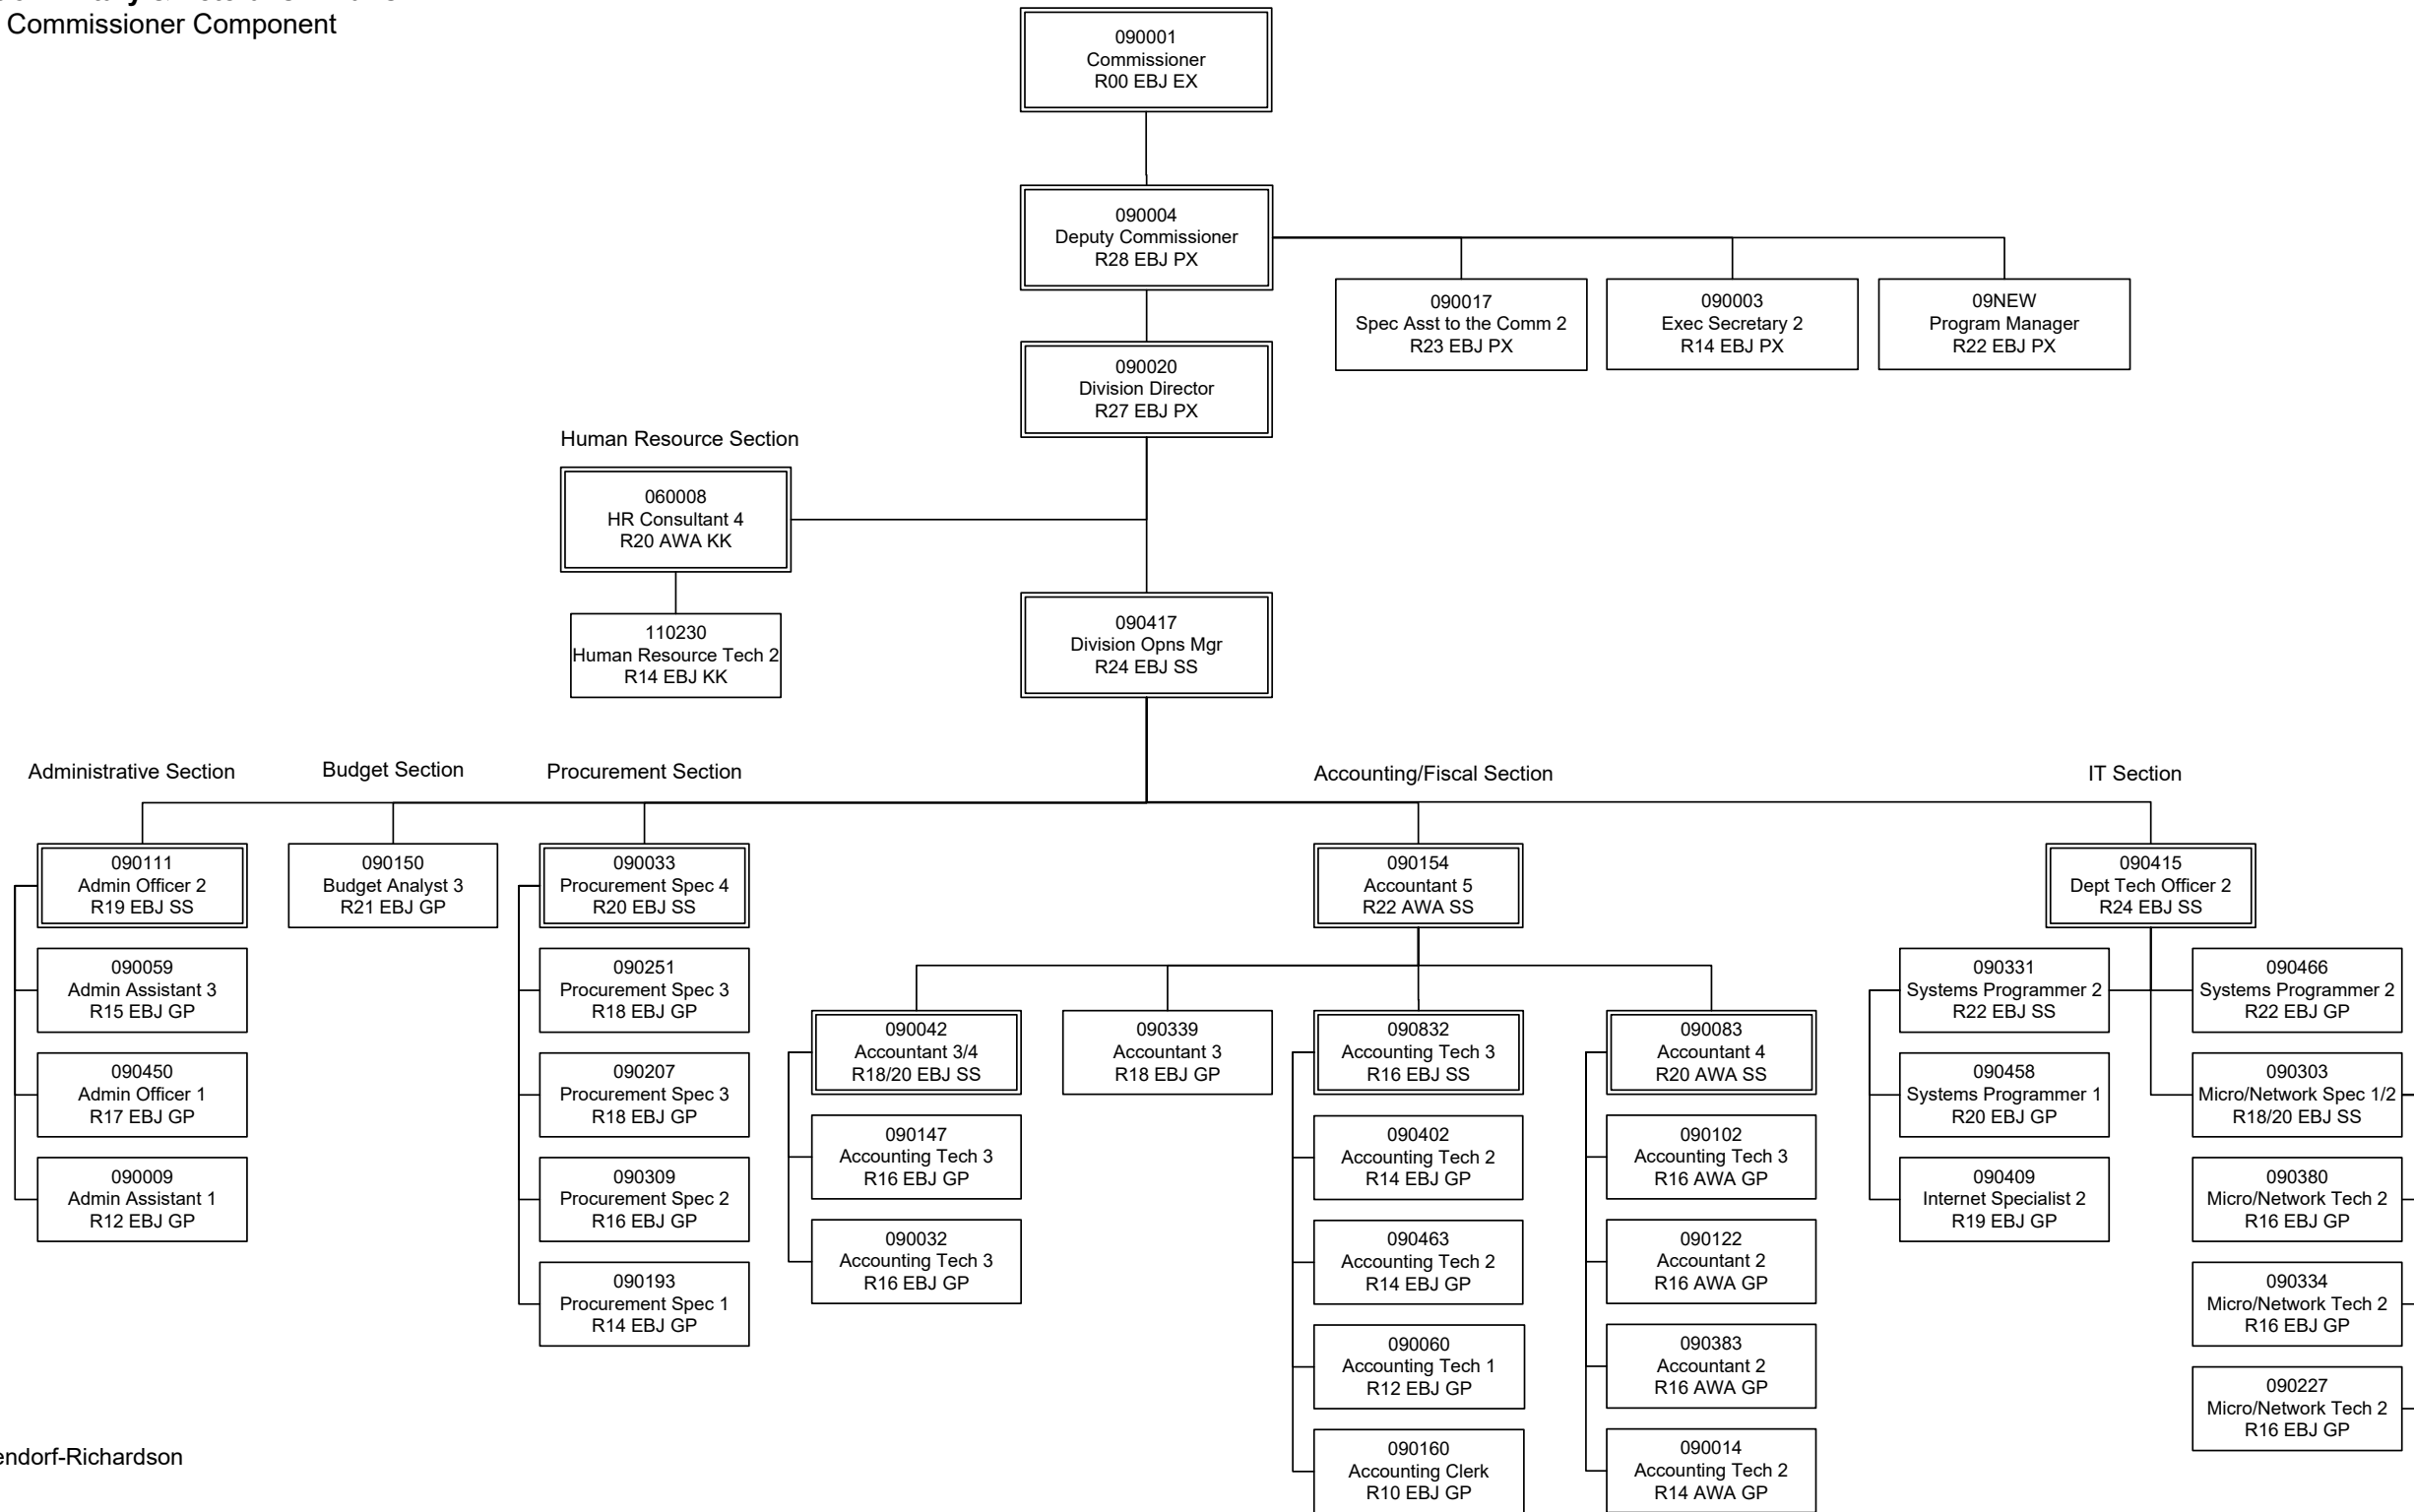 Commissioner Component
090001
Commissioner
R00 EBJ EX
090004
Deputy Commissioner
R28 EBJ PX
090017
Spec Asst to the Comm 2
R23 EBJ PX
090003
Exec Secretary 2
R14 EBJ PX
09NEW
Program Manager
R22 EBJ PX
090020
Division Director
R27 EBJ PX
Human Resource Section
060008
HR Consultant 4
R20 AWA KK
110230
Human Resource Tech 2
R14 EBJ KK
090417
Division Opns Mgr
R24 EBJ SS
Administrative Section
090111
Admin Officer 2
R19 EBJ SS
090059
Admin Assistant 3
R15 EBJ GP
090450
Admin Officer 1
R17 EBJ GP
090009
Admin Assistant 1
R12 EBJ GP
Budget Section
090150
Budget Analyst 3
R21 EBJ GP
Procurement Section
090033
Procurement Spec 4
R20 EBJ SS
090251
Procurement Spec 3
R18 EBJ GP
090207
Procurement Spec 3
R18 EBJ GP
090309
Procurement Spec 2
R16 EBJ GP
090193
Procurement Spec 1
R14 EBJ GP
Accounting/Fiscal Section
090154
Accountant 5
R22 AWA SS
090042
Accountant 3/4
R18/20 EBJ SS
090147
Accounting Tech 3
R16 EBJ GP
090032
Accounting Tech 3
R16 EBJ GP
090339
Accountant 3
R18 EBJ GP
090832
Accounting Tech 3
R16 EBJ SS
090402
Accounting Tech 2
R14 EBJ GP
090463
Accounting Tech 2
R14 EBJ GP
090060
Accounting Tech 1
R12 EBJ GP
090160
Accounting Clerk
R10 EBJ GP
090083
Accountant 4
R20 AWA SS
090102
Accounting Tech 3
R16 AWA GP
090122
Accountant 2
R16 AWA GP
090383
Accountant 2
R16 AWA GP
090014
Accounting Tech 2
R14 AWA GP
IT Section
090415
Dept Tech Officer 2
R24 EBJ SS
090331
Systems Programmer 2
R22 EBJ SS
090458
Systems Programmer 1
R20 EBJ GP
090409
Internet Specialist 2
R19 EBJ GP
090466
Systems Programmer 2
R22 EBJ GP
090303
Micro/Network Spec 1/2
R18/20 EBJ SS
090380
Micro/Network Tech 2
R16 EBJ GP
090334
Micro/Network Tech 2
R16 EBJ GP
090227
Micro/Network Tech 2
R16 EBJ GP
endorf-Richardson